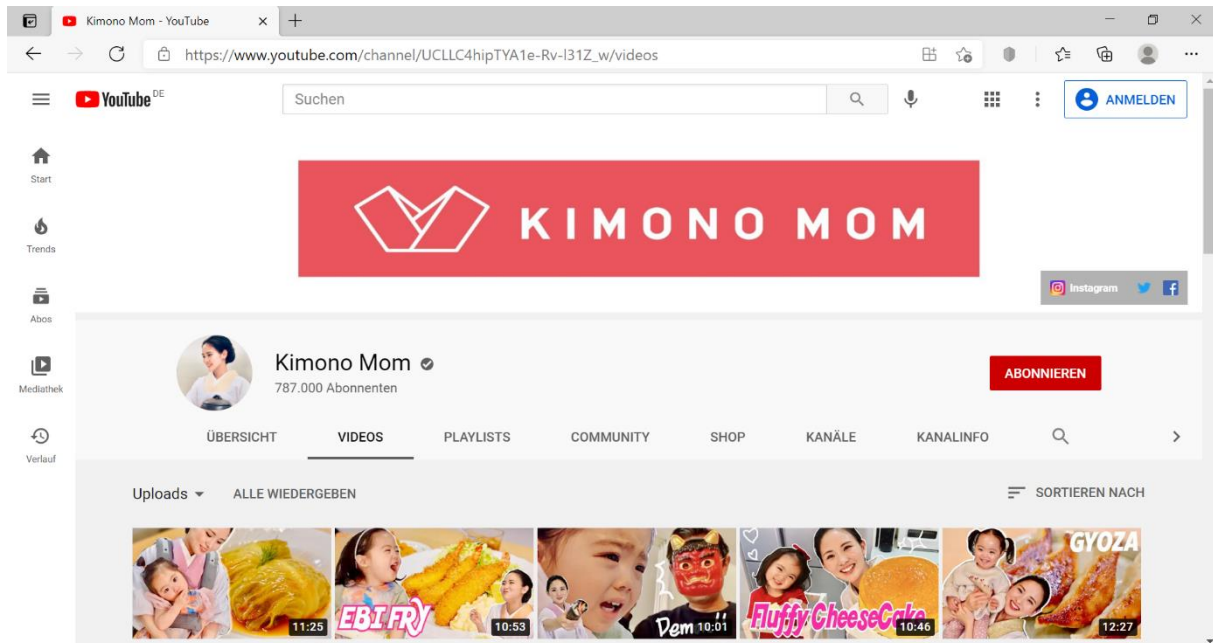 Kimono Mom - YouTube
https://www.youtube.com/channel/UCLLC4hipTYA1e-Rv-l31Z_w/videos
YouTube DE
Suchen
ANMELDEN
Start
Trends
Abos
Mediathek
Verlauf
KIMONO MOM
Instagram
Kimono Mom
787.000 Abonnenten
ABONNIEREN
ÜBERSICHT VIDEOS PLAYLISTS COMMUNITY SHOP KANÄLE KANALINFO
Uploads ALLE WIEDERGEBEN SORTIEREN NACH
11:25
EBI FRY
10:53
Dem
10:01
Fluffy CheeseCake
10:46
GYOZA
12:27